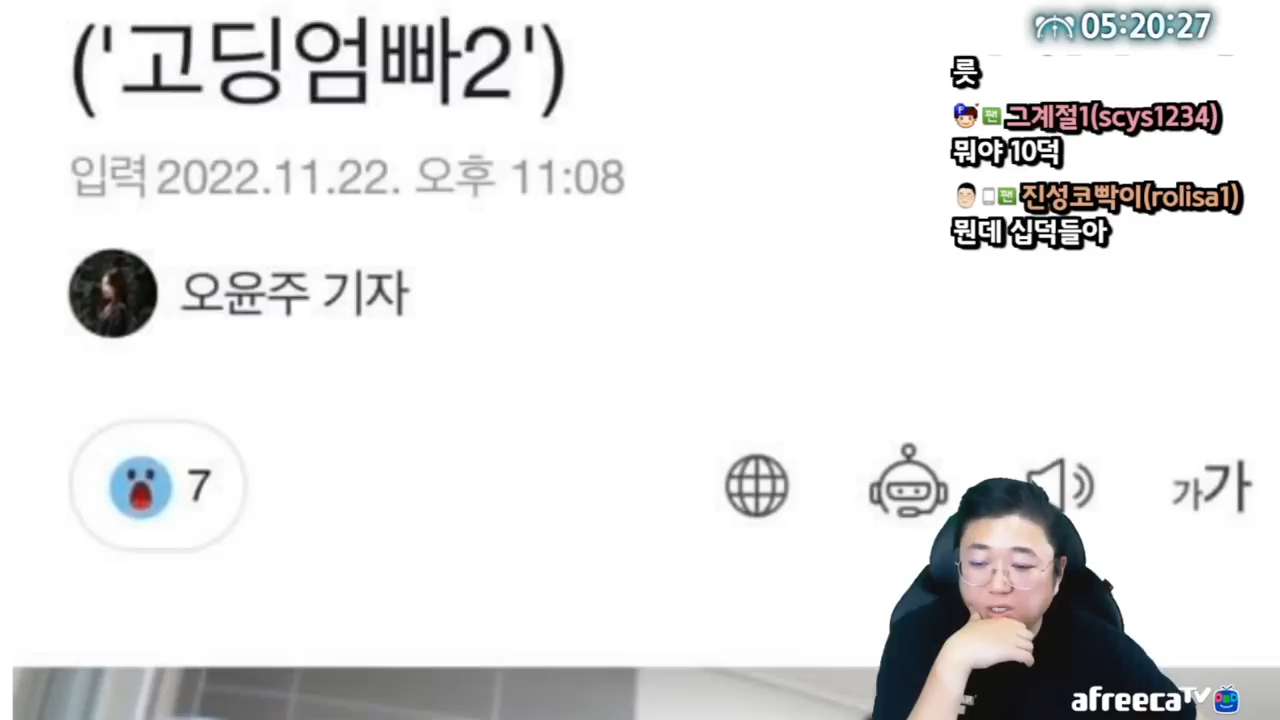 ('고딩엄빠2')
입력 2022.11.22. 오후 11:08
오윤주 기자
7
가가
05:20:27
릇
그계절1(scys1234)
뭐야 10덕
진성코빡이(rolisa1)
뭔데 십덕들아
afreecaTV